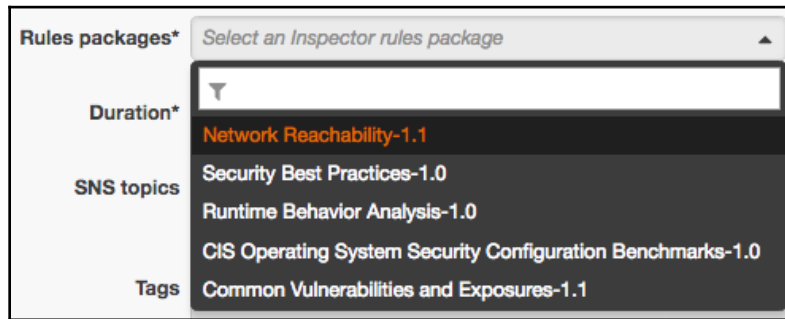 Rules packages* Select an Inspector rules package
Duration*
Network Reachability-1.1
SNS topics Security Best Practices-1.0
Runtime Behavior Analysis-1.0
CIS Operating System Security Configuration Benchmarks-1.0
Tags Common Vulnerabilities and Exposures-1.1